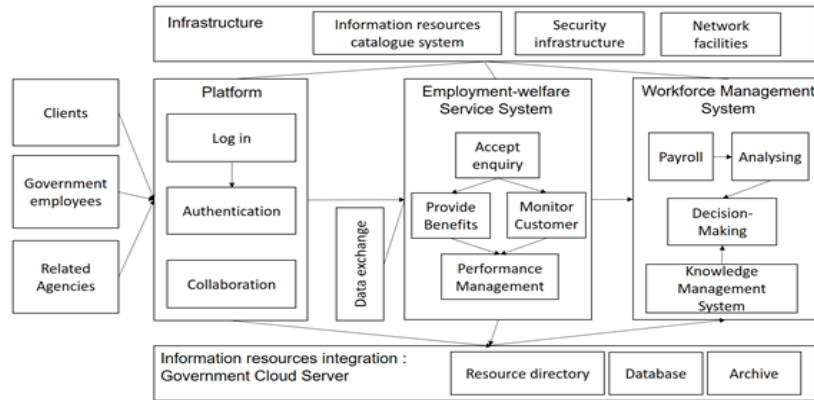 Infrastructure
Information resources
catalogue system
Security
infrastructure
Network
facilities
Clients
Government
employees
Related
Agencies
Platform
Log in
Authentication
Collaboration
Data exchange
Employment-welfare
Service System
Accept
enquiry
Provide
Benefits
Monitor
Customer
Performance
Management
Workforce Management
System
Payroll
Analysing
Decision-
Making
Knowledge
Management
System
Information resources integration :
Government Cloud Server
Resource directory
Database
Archive